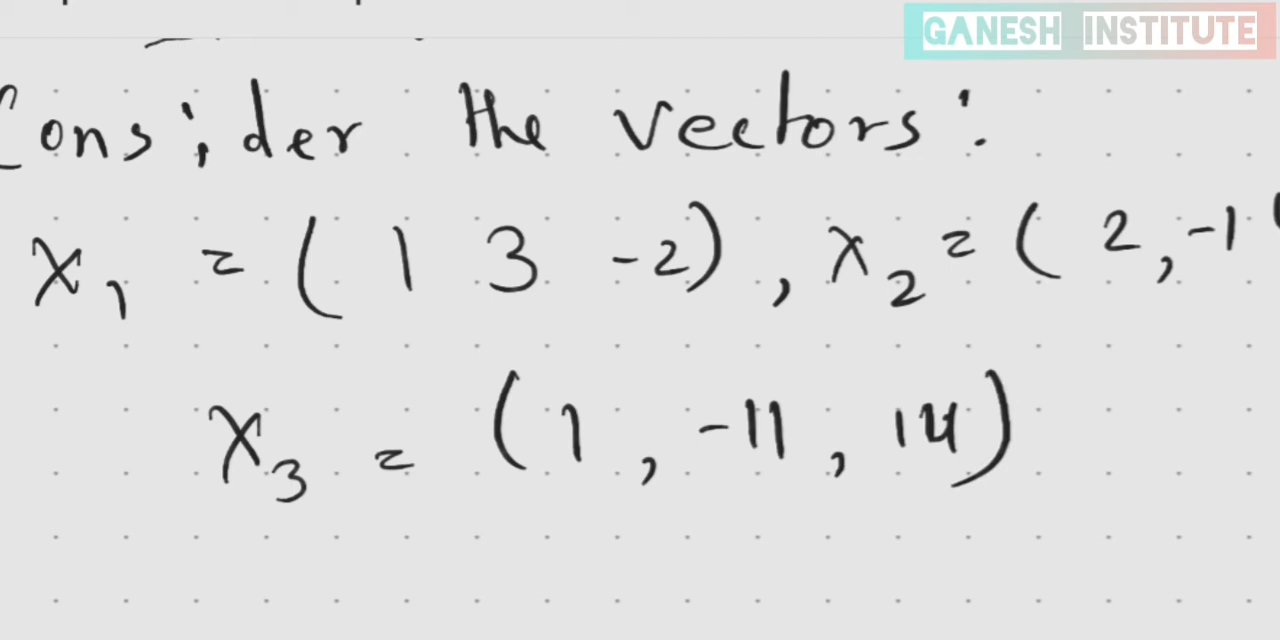 GANESH INSTITUTE
Consider the vectors:
x₁ = ( 1 3 -2) , x₂ = ( 2, -1
x₃ = (1, -11, 14)